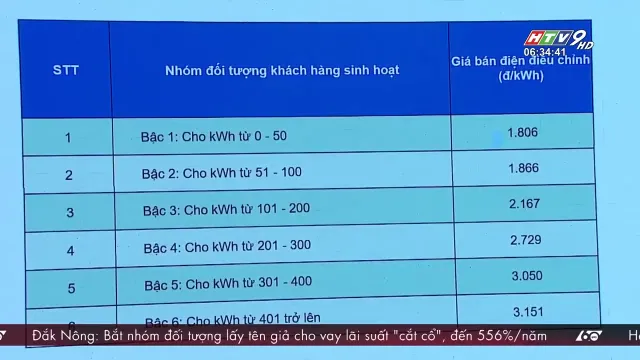 HTV9 HD
06:34:41
STT Nhóm đối tượng khách hàng sinh hoạt Giá bán điện điều chỉnh
(đ/kWh)
1 Bậc 1: Cho kWh từ 0 - 50 1.806
2 Bậc 2: Cho kWh từ 51 - 100 1.866
3 Bậc 3: Cho kWh từ 101 - 200 2.167
4 Bậc 4: Cho kWh từ 201 - 300 2.729
5 Bậc 5: Cho kWh từ 301 - 400 3.050
6 Bậc 6: Cho kWh từ 401 trở lên 3.151
Đắk Nông: Bắt nhóm đối tượng lấy tên giả cho vay lãi suất "cắt cổ", đến 556%/năm